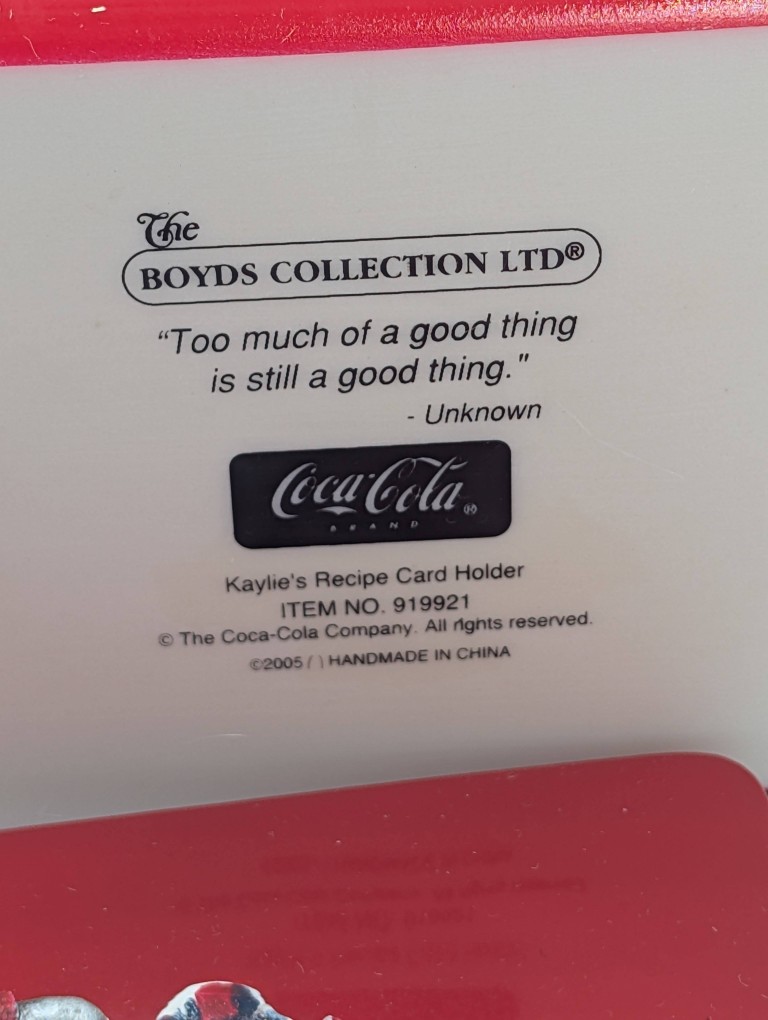 The
BOYDS COLLECTION LTD®
“Too much of a good thing
is still a good thing."
- Unknown
Coca-Cola®
BRAND
Kaylie's Recipe Card Holder
ITEM NO. 919921
© The Coca-Cola Company. All rights reserved.
©2005 ( ) HANDMADE IN CHINA